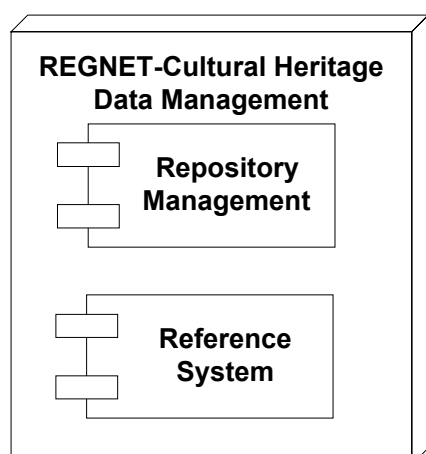 REGNET-Cultural Heritage
Data Management
Repository
Management
Reference
System